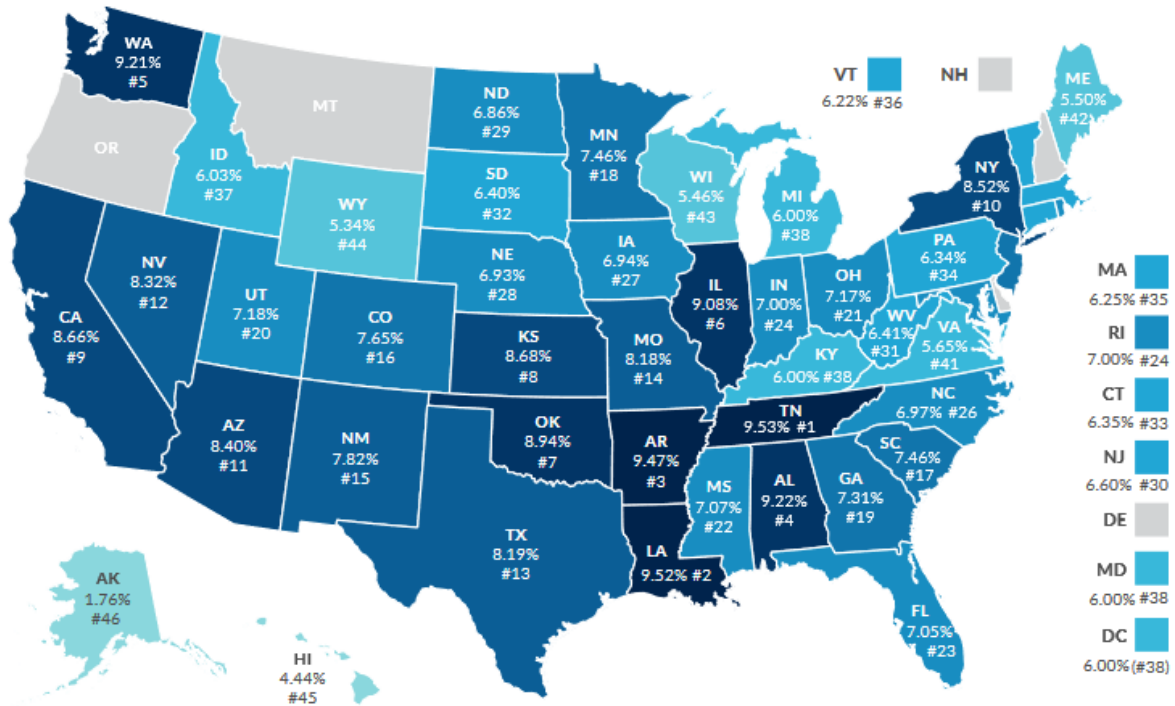 WA
9.21%
#5
OR
MT
ID
6.03%
#37
WY
5.34%
#44
ND
6.86%
#29
SD
6.40%
#32
NE
6.93%
#28
MN
7.46%
#18
IA
6.94%
#27
WI
5.46%
#43
MI
6.00%
#38
VT
6.22% #36
NH
ME
5.50%
#42
NY
8.52%
#10
PA
6.34%
#34
CA
8.66%
#9
NV
8.32%
#12
UT
7.18%
#20
CO
7.65%
#16
KS
8.68%
#8
MO
8.18%
#14
IL
9.08%
#6
IN
7.00%
#24
OH
7.17%
#21
WV
6.41%
#31
VA
5.65%
#41
KY
6.00% #38
NC
6.97% #26
TN
9.53% #1
SC
7.46%
#17
AZ
8.40%
#11
NM
7.82%
#15
OK
8.94%
#7
AR
9.47%
#3
MS
7.07%
#22
AL
9.22%
#4
GA
7.31%
#19
TX
8.19%
#13
LA
9.52% #2
FL
7.05%
#23
AK
1.76%
#46
HI
4.44%
#45
MA
6.25% #35
RI
7.00% #24
CT
6.35% #33
NJ
6.60% #30
DE
MD
6.00% #38
DC
6.00% (#38)